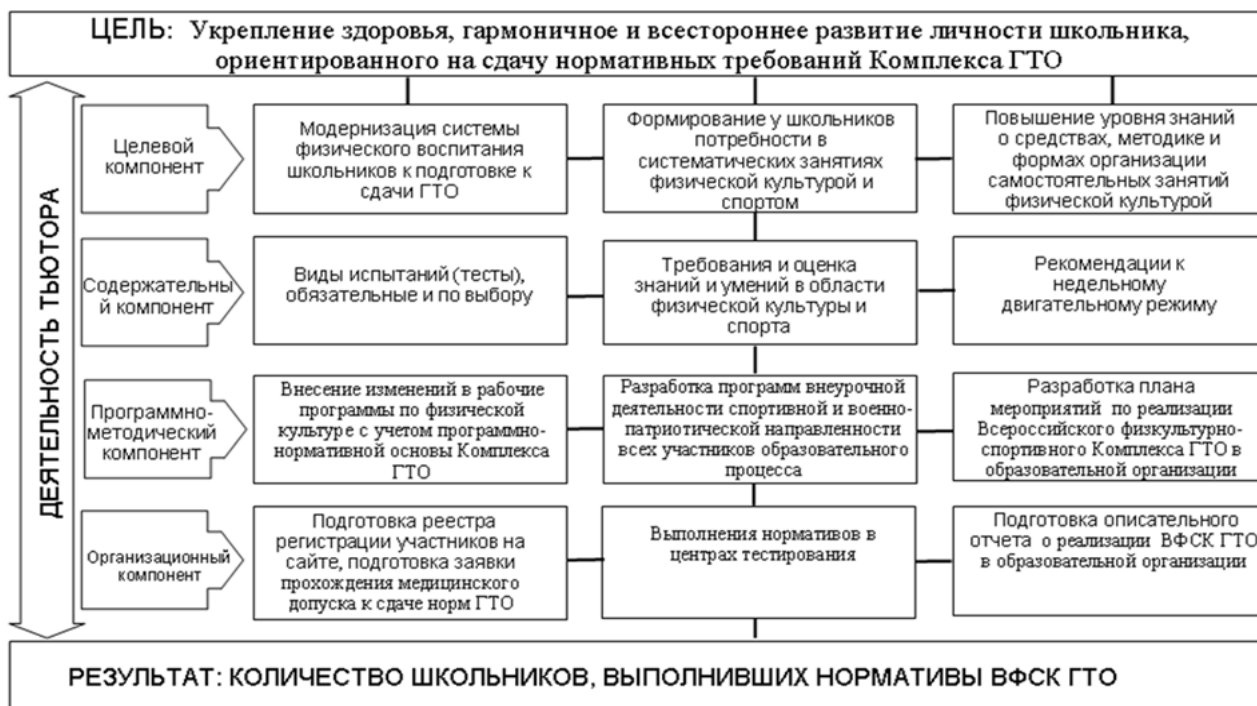 ЦЕЛЬ: Укрепление здоровья, гармоничное и всестороннее развитие личности школьника,
ориентированного на сдачу нормативных требований Комплекса ГТО
ДЕЯТЕЛЬНОСТЬ ТЬЮТОРА
Целевой
компонент
Модернизация системы
физического воспитания
школьников к подготовке к
сдачи ГТО
Формирование у школьников
потребности в
систематических занятиях
физической культурой и
спортом
Повышение уровня знаний
о средствах, методике и
формах организации
самостоятельных занятий
физической культурой
Содержательны
й компонент
Виды испытаний (тесты),
обязательные и по выбору
Требования и оценка
знаний и умений в области
физической культуры и
спорта
Рекомендации к
недельному
двигательному режиму
Программно-
методический
компонент
Внесение изменений в рабочие
программы по физической
культуре с учетом программно-
нормативной основы Комплекса
ГТО
Разработка программ внеурочной
деятельности спортивной и военно-
патриотической направленности
всех участников образовательного
процесса
Разработка плана
мероприятий по реализации
Всероссийского физкультурно-
спортивного Комплекса ГТО в
образовательной организации
Организационный
компонент
Подготовка реестра
регистрации участников на
сайте, подготовка заявки
прохождения медицинского
допуска к сдаче норм ГТО
Выполнения нормативов в
центрах тестирования
Подготовка описательного
отчета о реализации ВФСК ГТО
в образовательной организации
РЕЗУЛЬТАТ: КОЛИЧЕСТВО ШКОЛЬНИКОВ, ВЫПОЛНИВШИХ НОРМАТИВЫ ВФСК ГТО